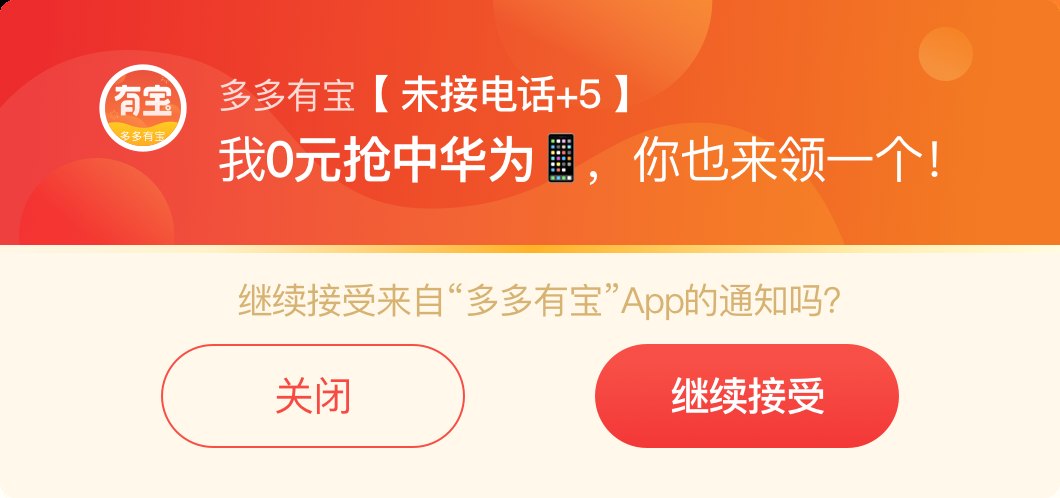 有宝
多多有宝
多多有宝【未接电话+5】
我0元抢中华为📱，你也来领一个！
继续接受来自“多多有宝”App的通知吗？
关闭
继续接受